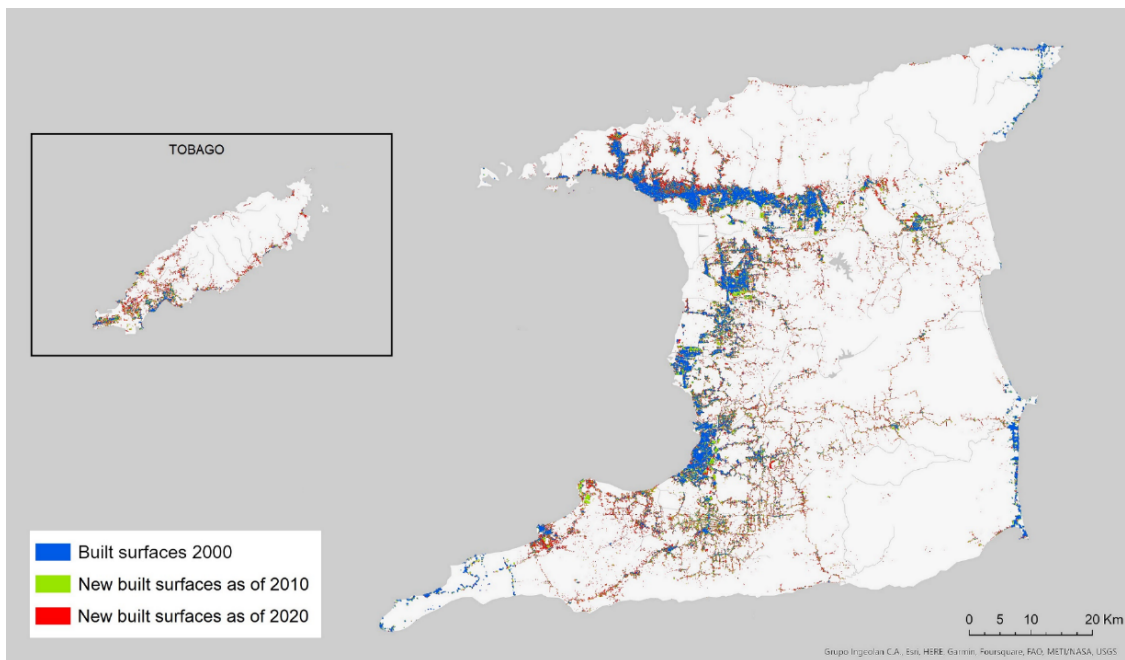 TOBAGO
Built surfaces 2000
New built surfaces as of 2010
New built surfaces as of 2020
0 5 10 20 Km
Grupo Ingeolan C.A., Esri, HERE, Garmin, Foursquare, FAO, METI/NASA, USGS